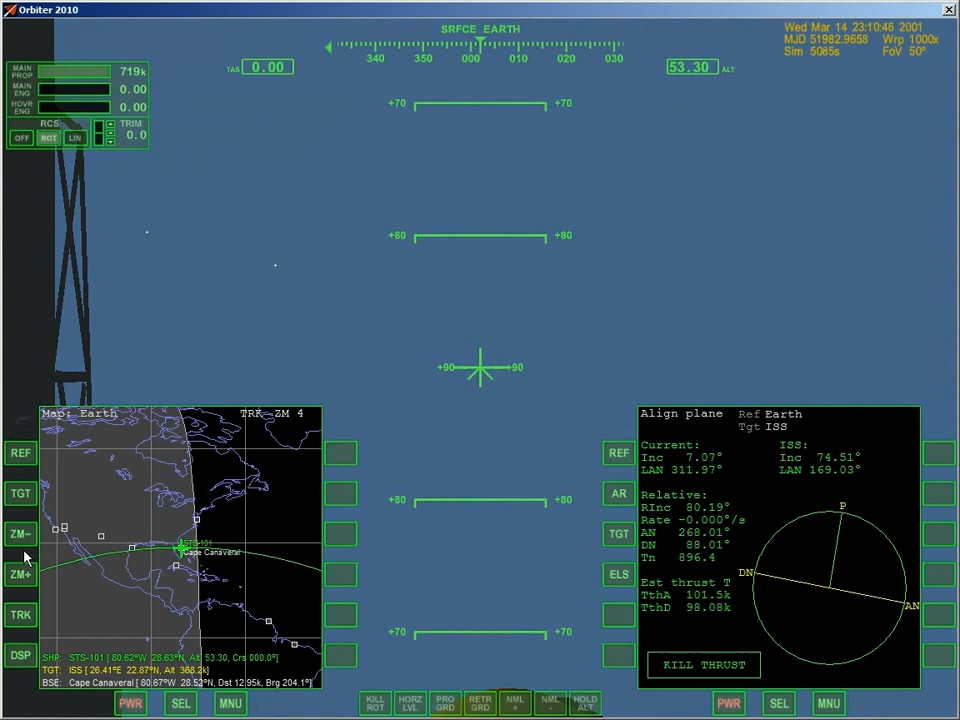 Orbiter 2010
SRFCE EARTH
Wed Mar 14 23:10:46 2001
MJD 51982.9658 Wrp 1000x
Sim 5085s FoV 50°
340 350 000 010 020 030
TAS 0.00
53.30 ALT
MAIN PROP 719k
MAIN ENG 0.00
HOVR ENG 0.00
RCS TRIM
OFF ROT LIN 0.0
+70 +70
+80 +80
+90 +90
+80 +80
+70 +70
Map: Earth TRK ZM 4
REF
TGT
ZM-
ZM+
TRK
DSP
STS-101
Cape Canaveral
SHP: STS-101 [ 80.62°W 28.63°N, Alt 53.30, Crs 000.0°]
TGT: ISS [ 26.41°E 22.87°N, Alt 368.2k]
BSE: Cape Canaveral [ 80.67°W 28.52°N, Dst 12.95k, Brg 204.1°]
PWR SEL MNU
KILL ROT HORZ LVL PRO GRD RETR GRD NML + NML - HOLD ALT
Align plane Ref Earth
Tgt ISS
Current: ISS:
Inc 7.07° Inc 74.51°
LAN 311.97° LAN 169.03°
Relative:
RInc 80.19°
Rate -0.000°/s
AN 268.01°
DN 88.01°
Tn 896.4
Est thrust T
TthA 101.5k
TthD 98.08k
P
DN
AN
KILL THRUST
REF
AR
TGT
ELS
PWR SEL MNU